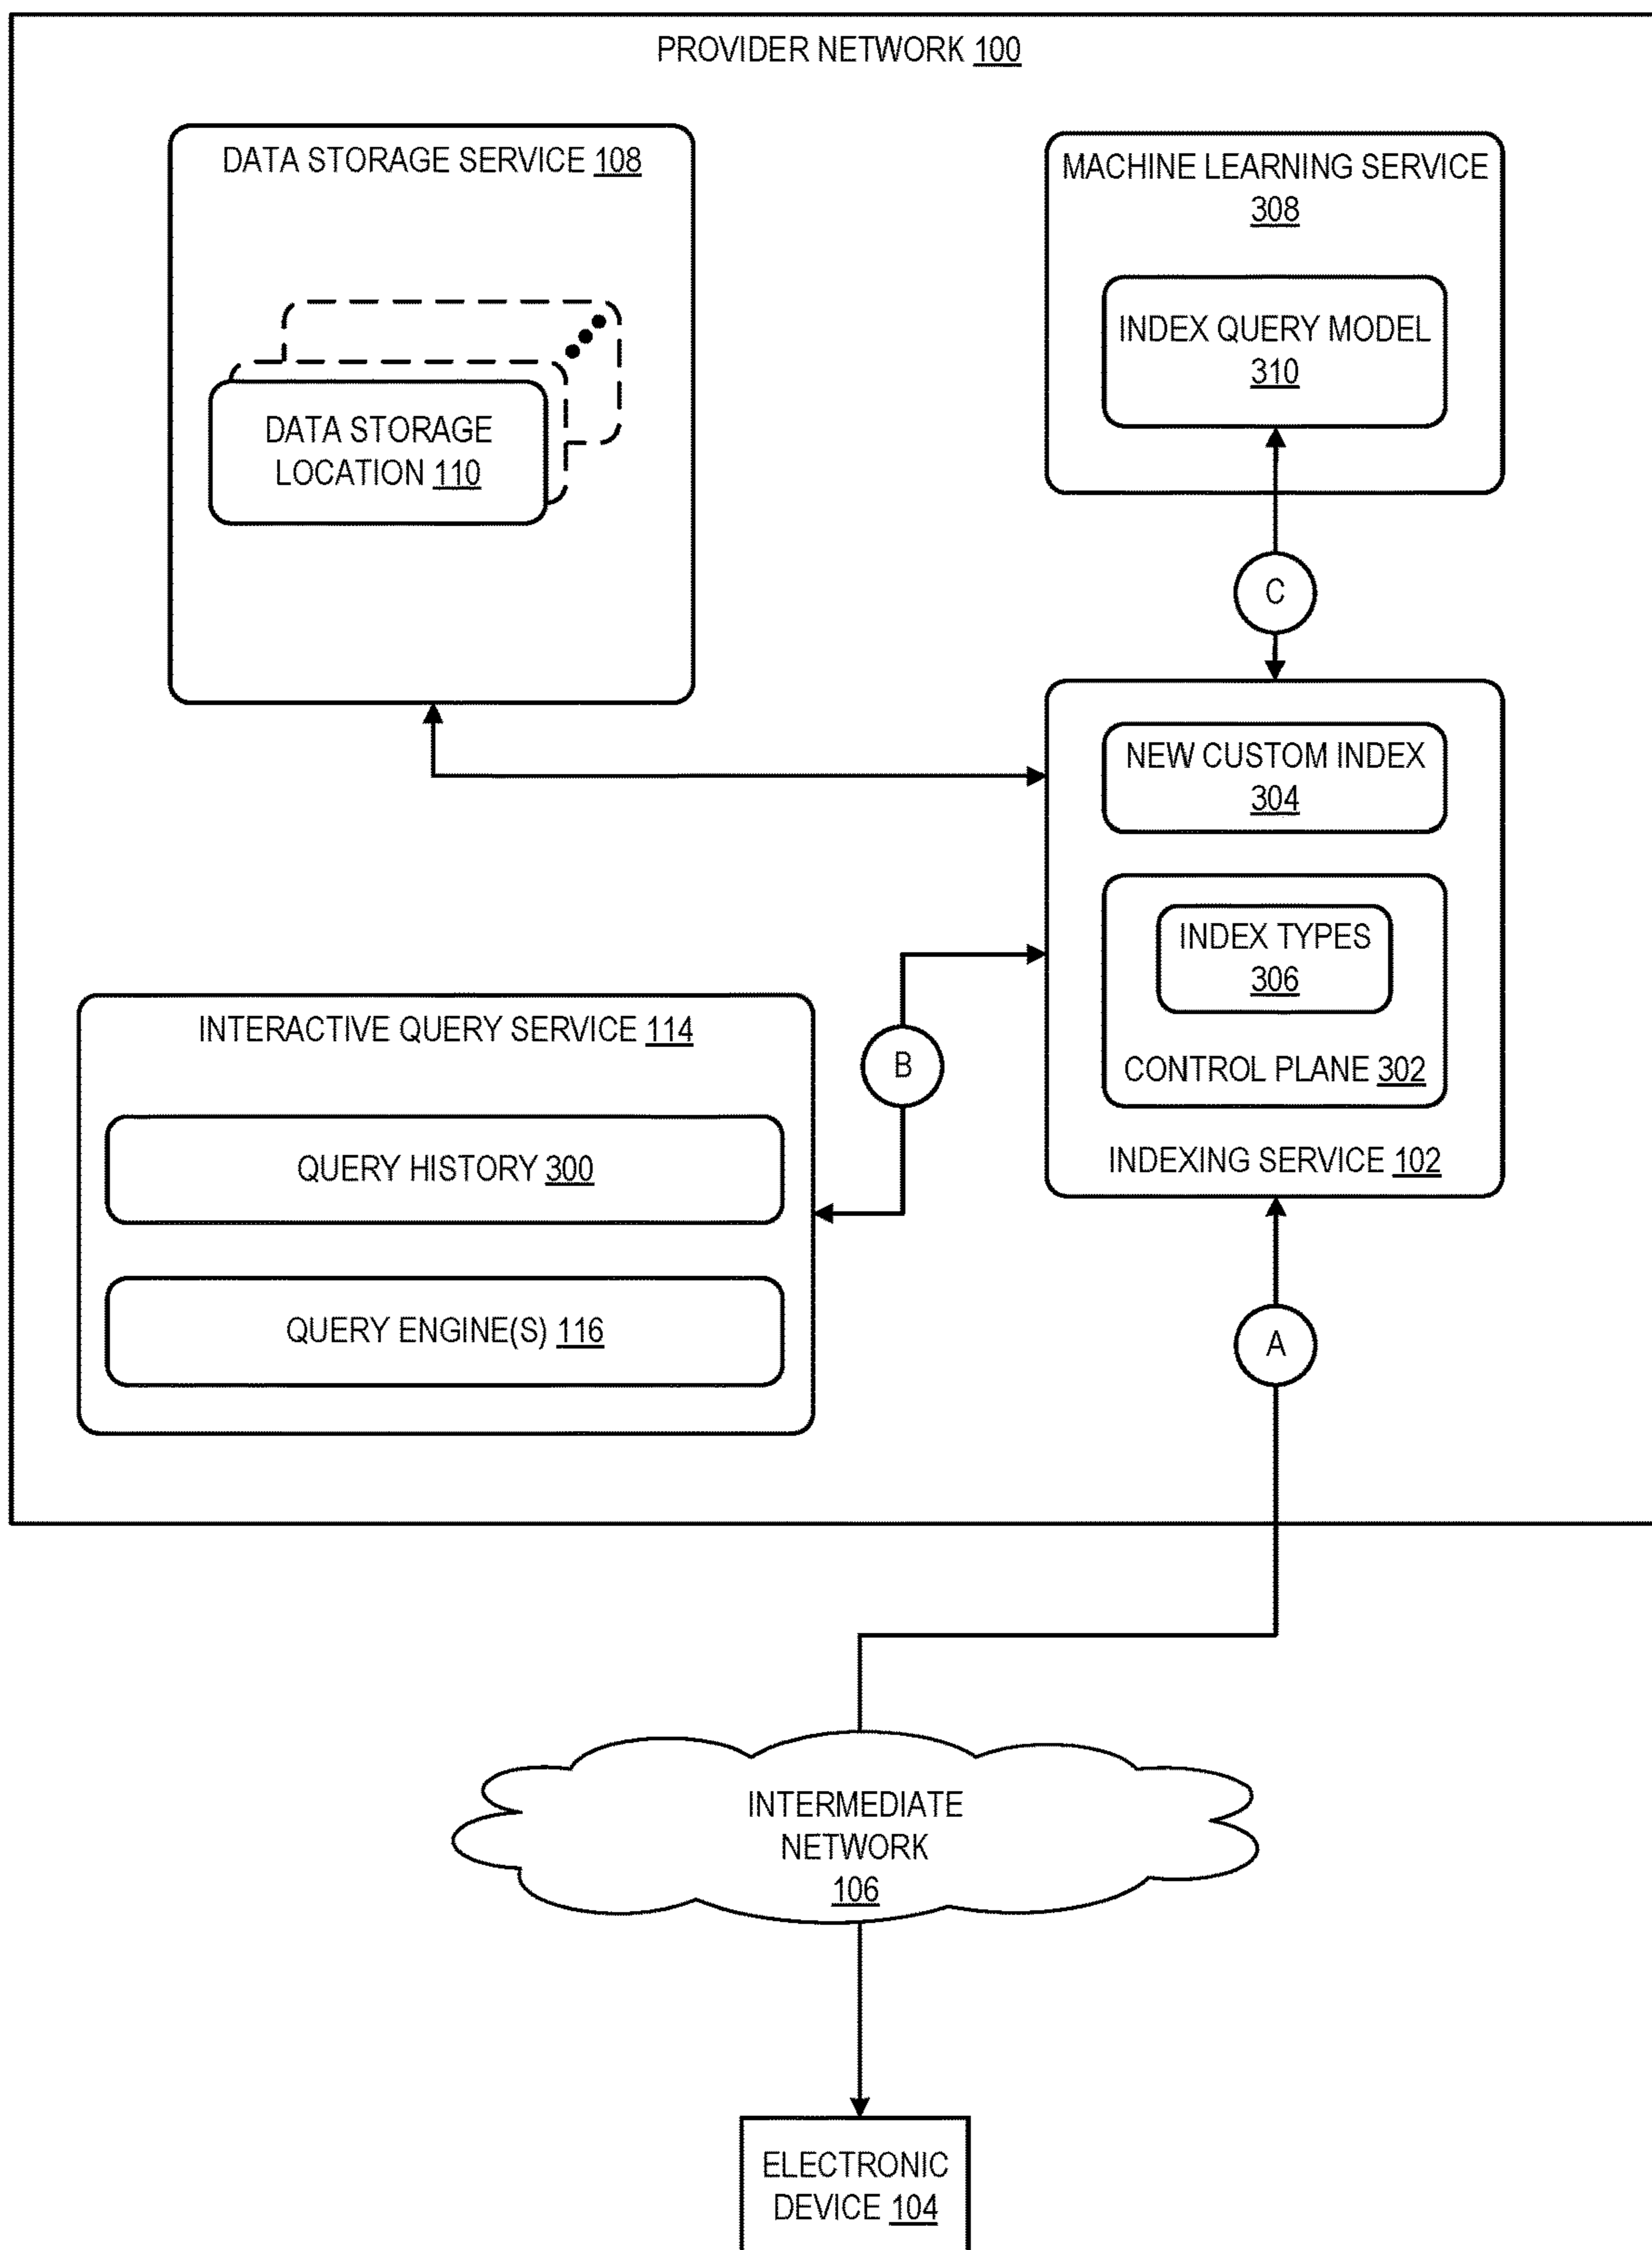 PROVIDER NETWORK 100
DATA STORAGE SERVICE 108
DATA STORAGE
LOCATION 110
MACHINE LEARNING SERVICE
308
INDEX QUERY MODEL
310
C
NEW CUSTOM INDEX
304
INDEX TYPES
306
CONTROL PLANE 302
INDEXING SERVICE 102
INTERACTIVE QUERY SERVICE 114
QUERY HISTORY 300
QUERY ENGINE(S) 116
B
A
INTERMEDIATE
NETWORK
106
ELECTRONIC
DEVICE 104